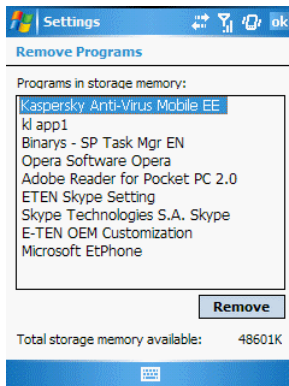 Settings
ok
Remove Programs
Programs in storage memory:
Kaspersky Anti-Virus Mobile EE
kl app1
Binarys - SP Task Mgr EN
Opera Software Opera
Adobe Reader for Pocket PC 2.0
ETEN Skype Setting
Skype Technologies S.A. Skype
E-TEN OEM Customization
Microsoft EtPhone
Remove
Total storage memory available: 48601K